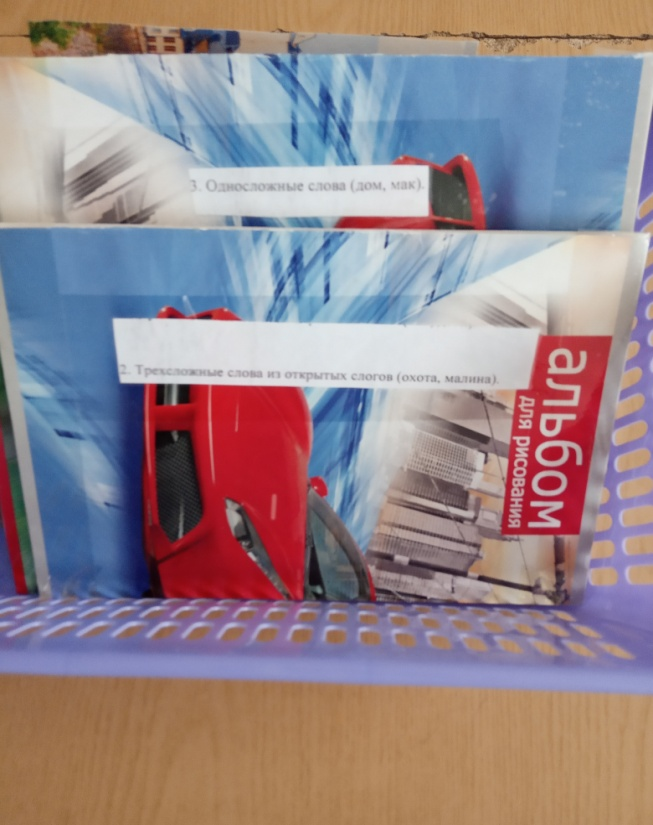 3. Односложные слова (дом, мак).
2. Трехсложные слова из открытых слогов (охота, малина).
альбом
для рисования